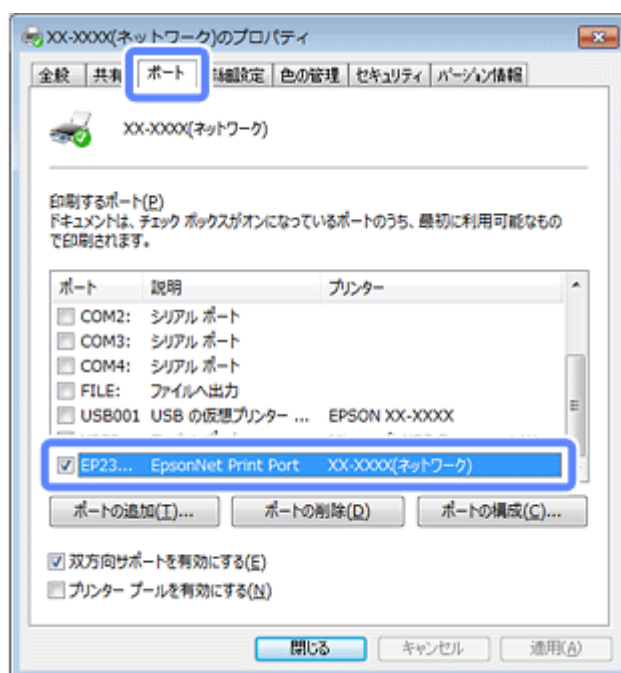 XX-XXXX(ネットワーク)のプロパティ
全般 共有 ポート 詳細設定 色の管理 セキュリティ バージョン情報
XX-XXXX(ネットワーク)
印刷するポート(P)
ドキュメントは、チェック ボックスがオンになっているポートのうち、最初に利用可能なもの
で印刷されます。
ポート 説明 プリンター
COM2: シリアル ポート
COM3: シリアル ポート
COM4: シリアル ポート
FILE: ファイルへ出力
USB001 USB の仮想プリンター ... EPSON XX-XXXX
EP23... EpsonNet Print Port XX-XXXX(ネットワーク)
ポートの追加(T)... ポートの削除(D) ポートの構成(C)...
双方向サポートを有効にする(E)
プリンター プールを有効にする(N)
閉じる キャンセル 適用(A)